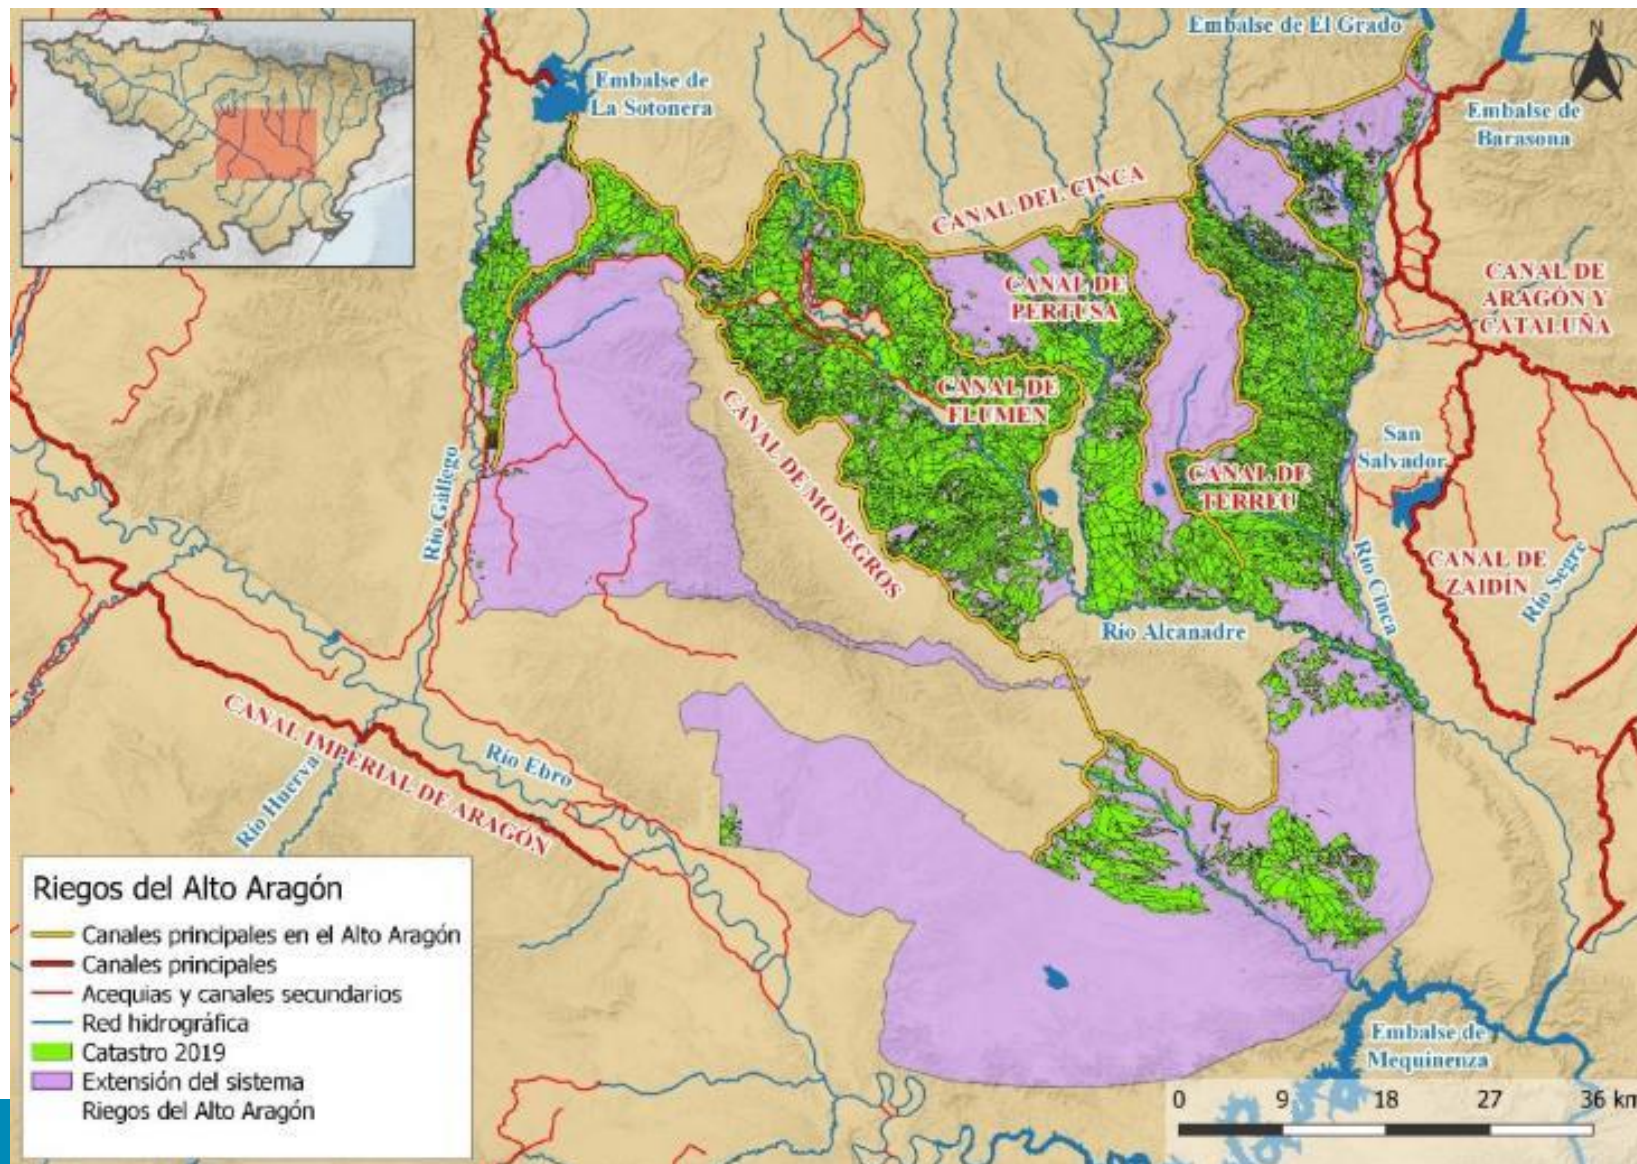 Embalse de El Grado
N
Embalse de
La Sotonera
Embalse de
Barasona
CANAL DEL CINCA
CANAL DE
PERTUSA
CANAL DE
ARAGÓN Y
CATALUÑA
CANAL DE
FLUMEN
CANAL DE MONEGROS
San
Salvador
CANAL DE
TERREU
Río Gállego
Río Cinca
CANAL DE
ZAIDÍN
Río Segre
Río Alcanadre
CANAL IMPERIAL DE ARAGÓN
Río Ebro
Río Huerva
Embalse de
Mequinenza
Riegos del Alto Aragón
Canales principales en el Alto Aragón
Canales principales
Acequias y canales secundarios
Red hidrográfica
Catastro 2019
Extensión del sistema
Riegos del Alto Aragón
0 9 18 27 36 km